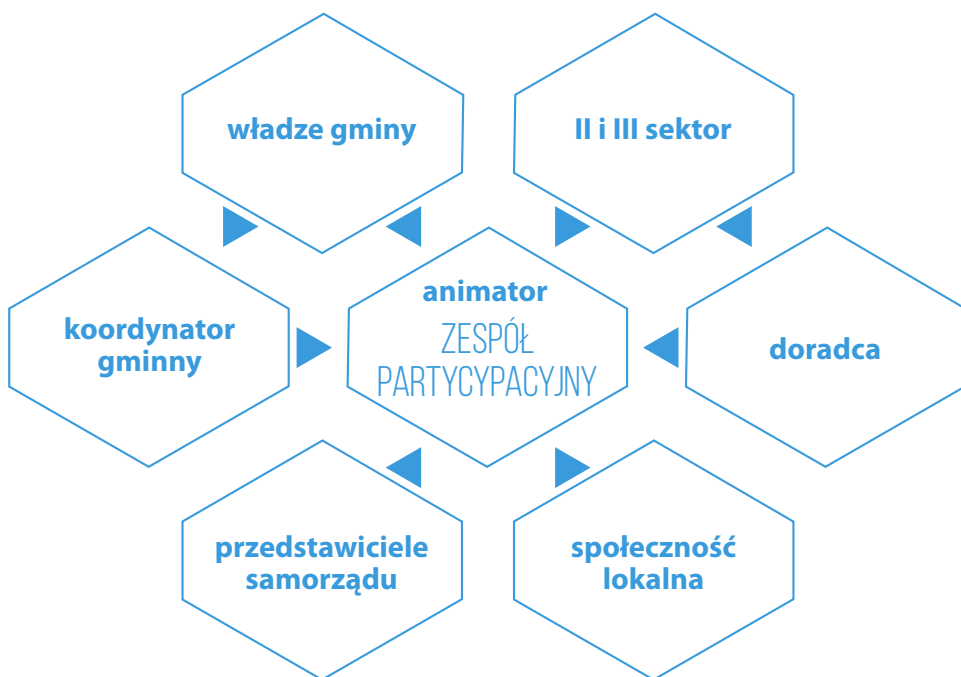 władze gminy
II i III sektor
koordynator
gminny
animator
ZESPÓŁ
PARTYCYPACYJNY
doradca
przedstawiciele
samorządu
społeczność
lokalna